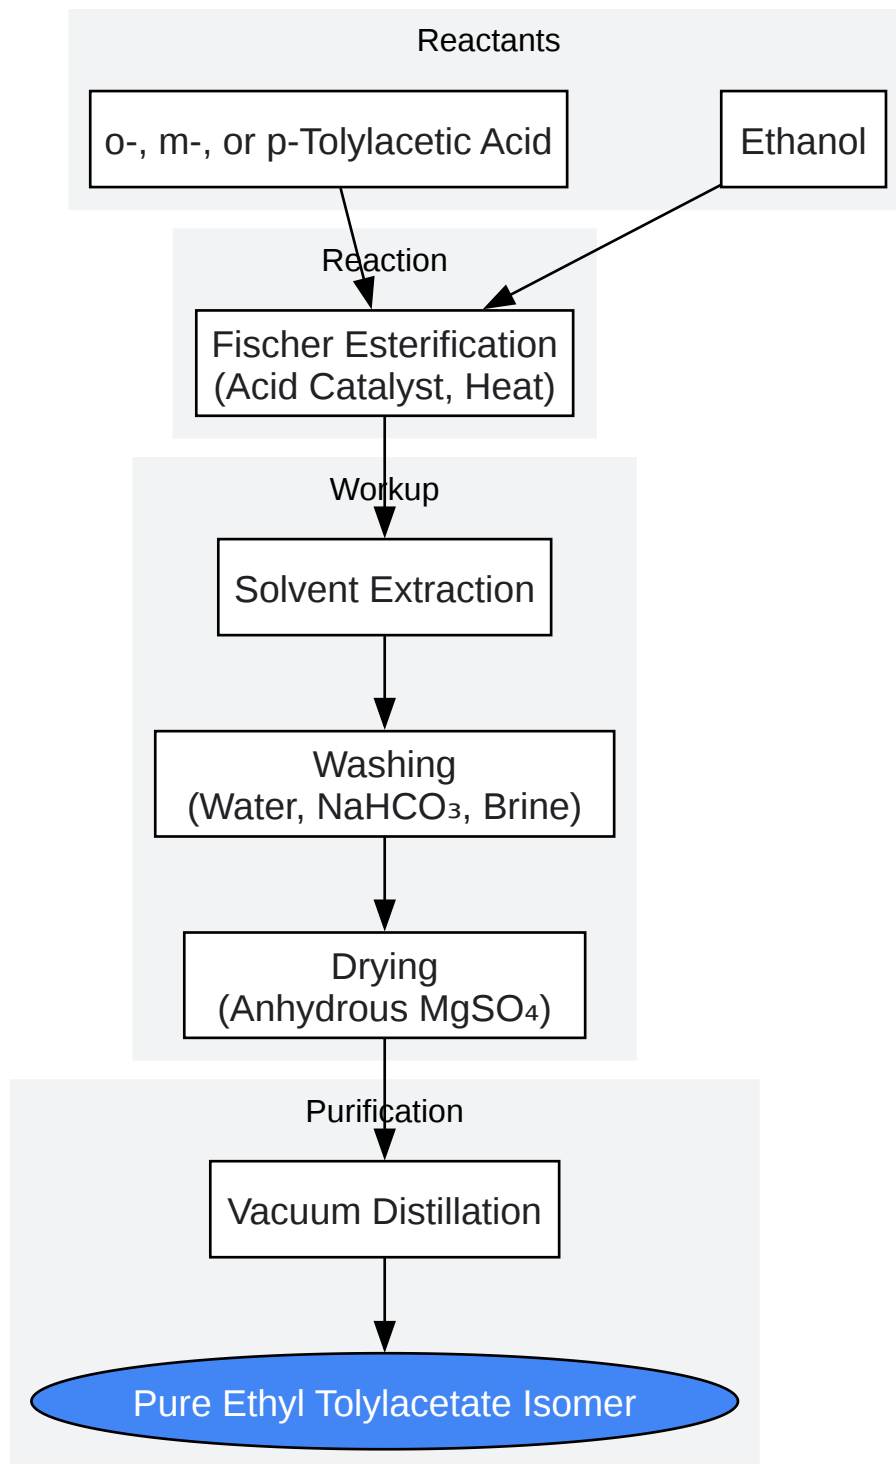 Reactants
o-, m-, or p-Tolylacetic Acid
Ethanol
Reaction
Fischer Esterification
(Acid Catalyst, Heat)
Workup
Solvent Extraction
Washing
(Water, NaHCO₃, Brine)
Drying
(Anhydrous MgSO₄)
Purification
Vacuum Distillation
Pure Ethyl Tolylacetate Isomer